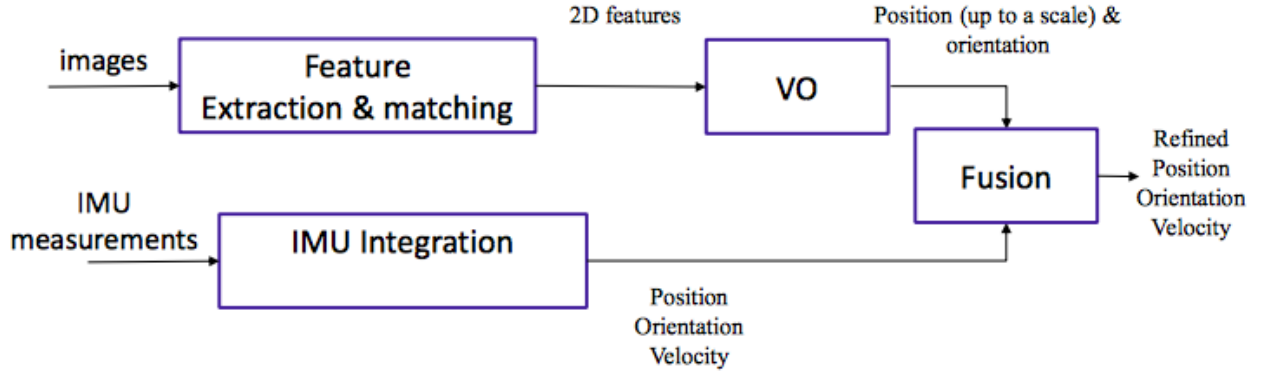 2D features
Position (up to a scale) &
orientation
images
Feature
Extraction & matching
VO
Fusion
Refined
Position
Orientation
Velocity
IMU
measurements
IMU Integration
Position
Orientation
Velocity